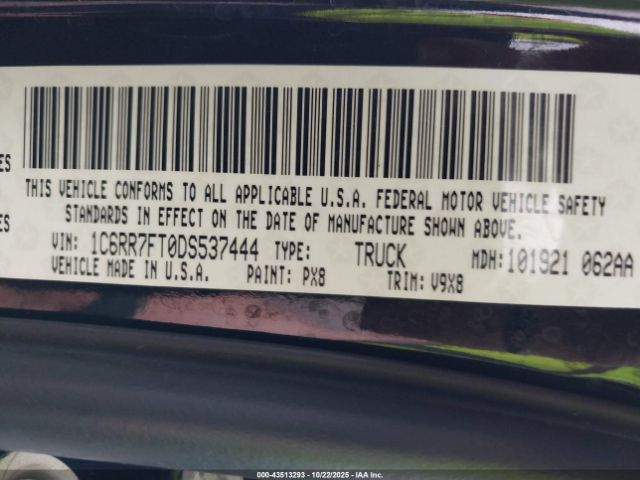 ES
THIS VEHICLE CONFORMS TO ALL APPLICABLE U.S.A. FEDERAL MOTOR VEHICLE SAFETY
STANDARDS IN EFFECT ON THE DATE OF MANUFACTURE SHOWN ABOVE.
ES
VIN: 1C6RR7FT0DS537444 TYPE: TRUCK MDH: 101921 062AA
VEHICLE MADE IN U.S.A. PAINT: PX8 TRIM: V9X8
000-43513293 - 10/22/2025 - IAA Inc.